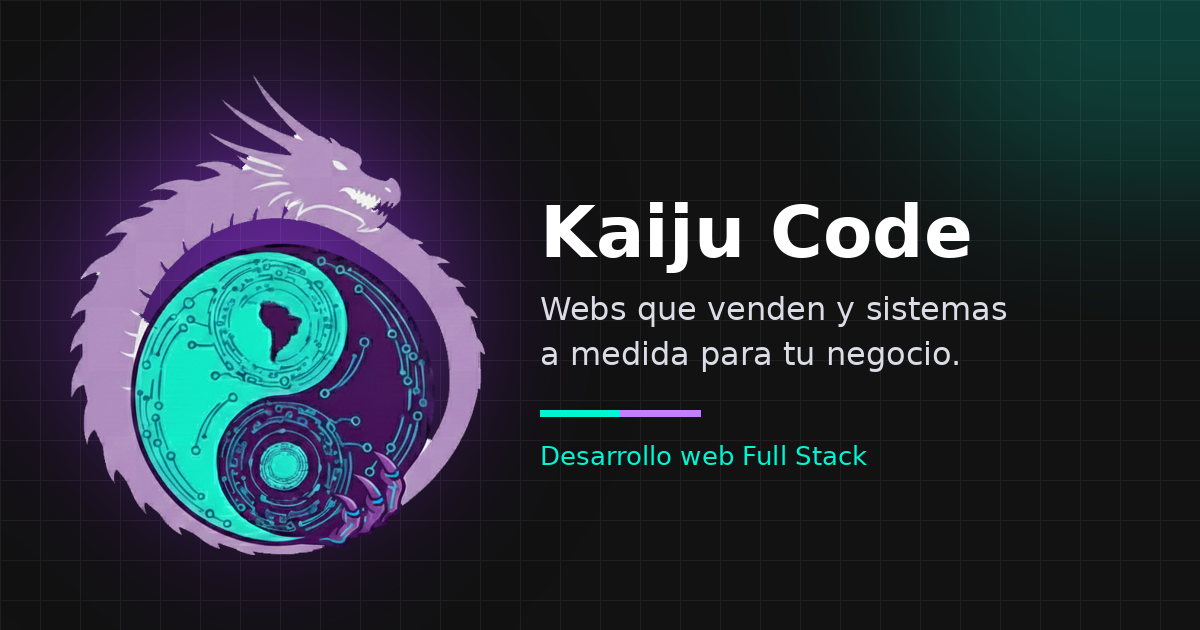 Kaiju Code
Webs que venden y sistemas
a medida para tu negocio.
Desarrollo web Full Stack